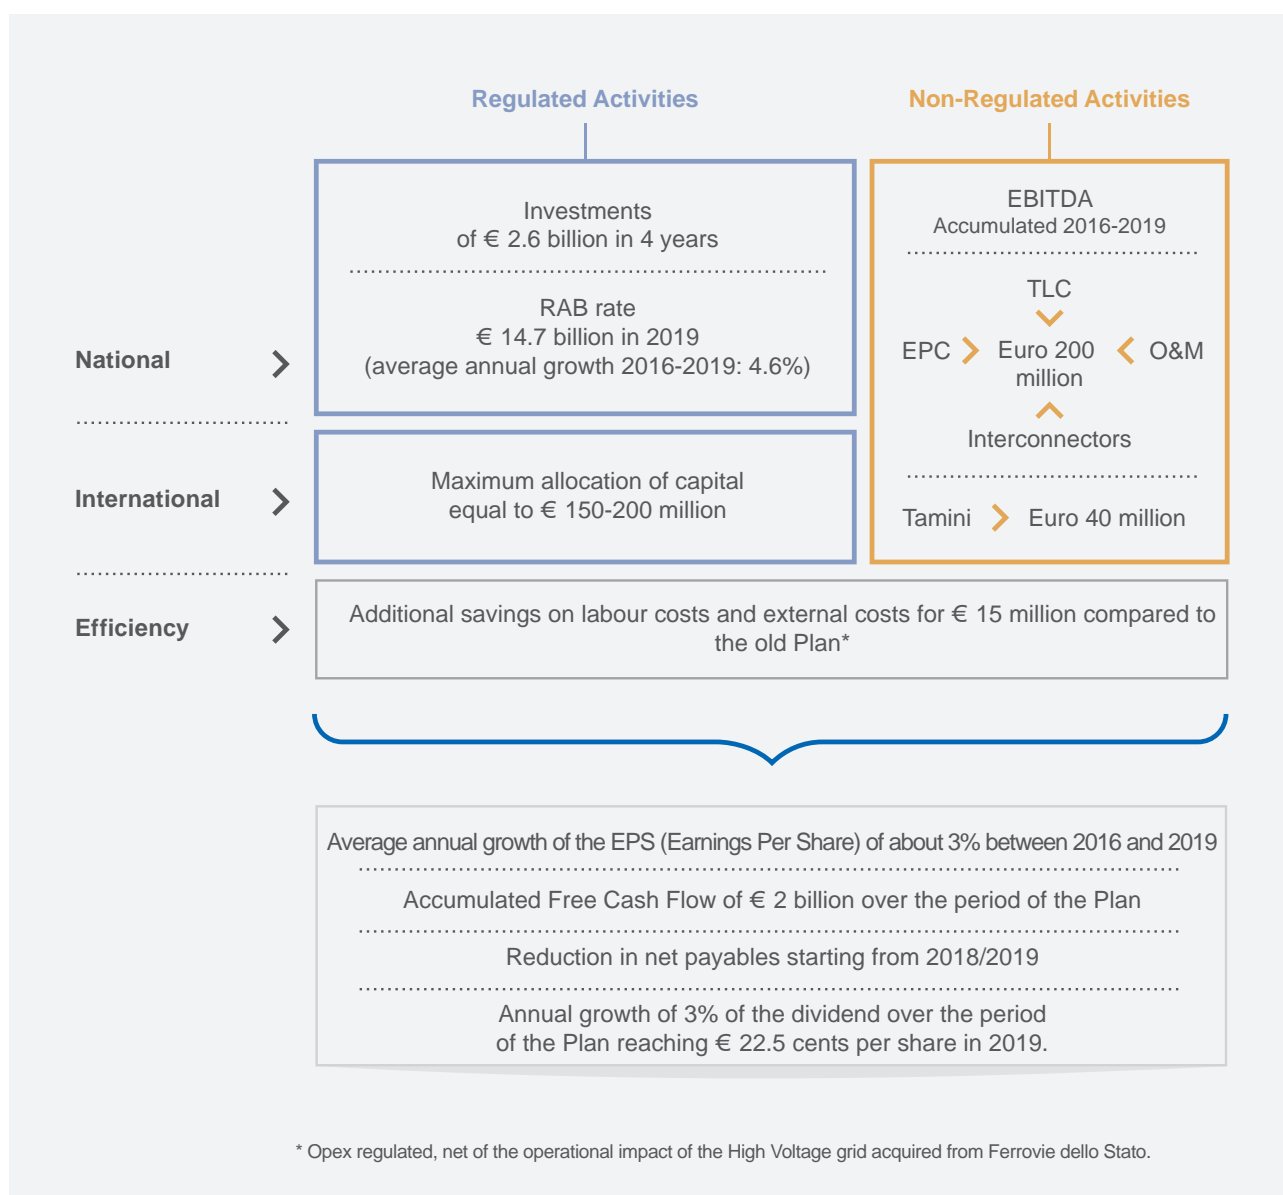 Regulated Activities
Non-Regulated Activities
National
Investments
of € 2.6 billion in 4 years
RAB rate
€ 14.7 billion in 2019
(average annual growth 2016-2019: 4.6%)
International
Maximum allocation of capital
equal to € 150-200 million
EBITDA
Accumulated 2016-2019
TLC
EPC
Euro 200
million
O&M
Interconnectors
Tamini
Euro 40 million
Efficiency
Additional savings on labour costs and external costs for € 15 million compared to
the old Plan*
Average annual growth of the EPS (Earnings Per Share) of about 3% between 2016 and 2019
Accumulated Free Cash Flow of € 2 billion over the period of the Plan
Reduction in net payables starting from 2018/2019
Annual growth of 3% of the dividend over the period
of the Plan reaching € 22.5 cents per share in 2019.
* Opex regulated, net of the operational impact of the High Voltage grid acquired from Ferrovie dello Stato.